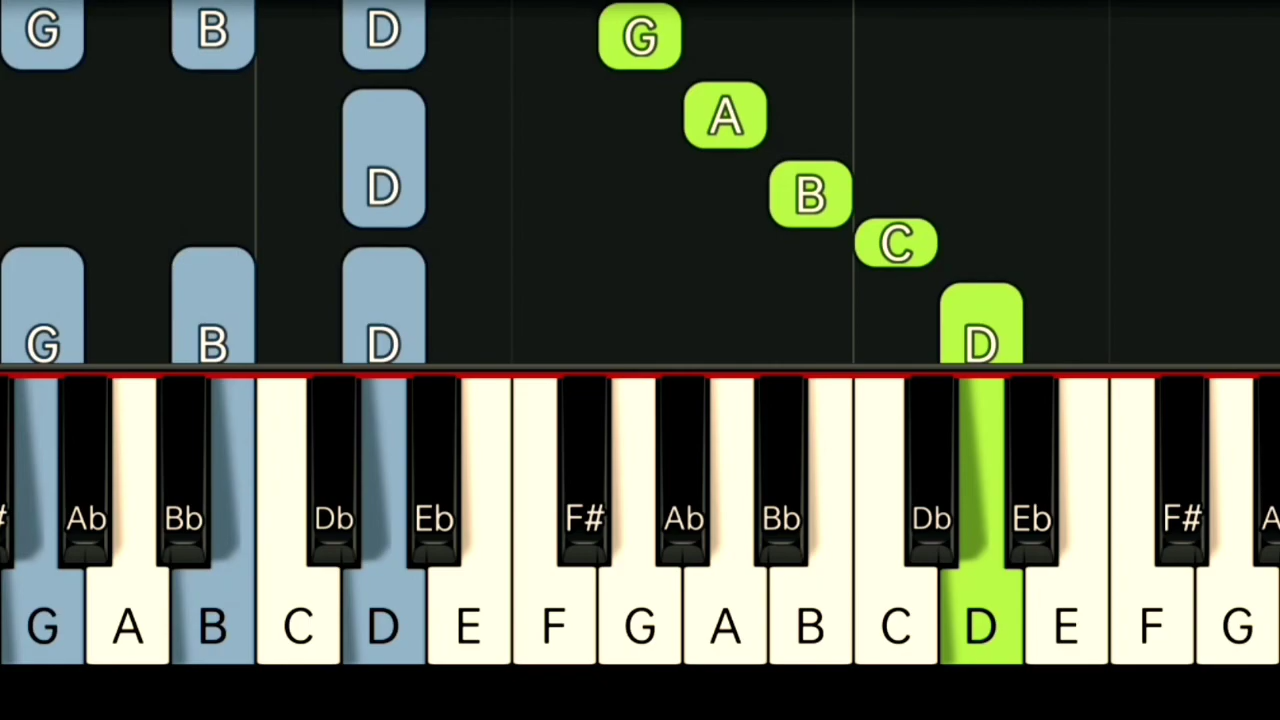 G B D G
A
D B
C
G B D D
# Ab Bb Db Eb F# Ab Bb Db Eb F# A
G A B C D E F G A B C D E F G